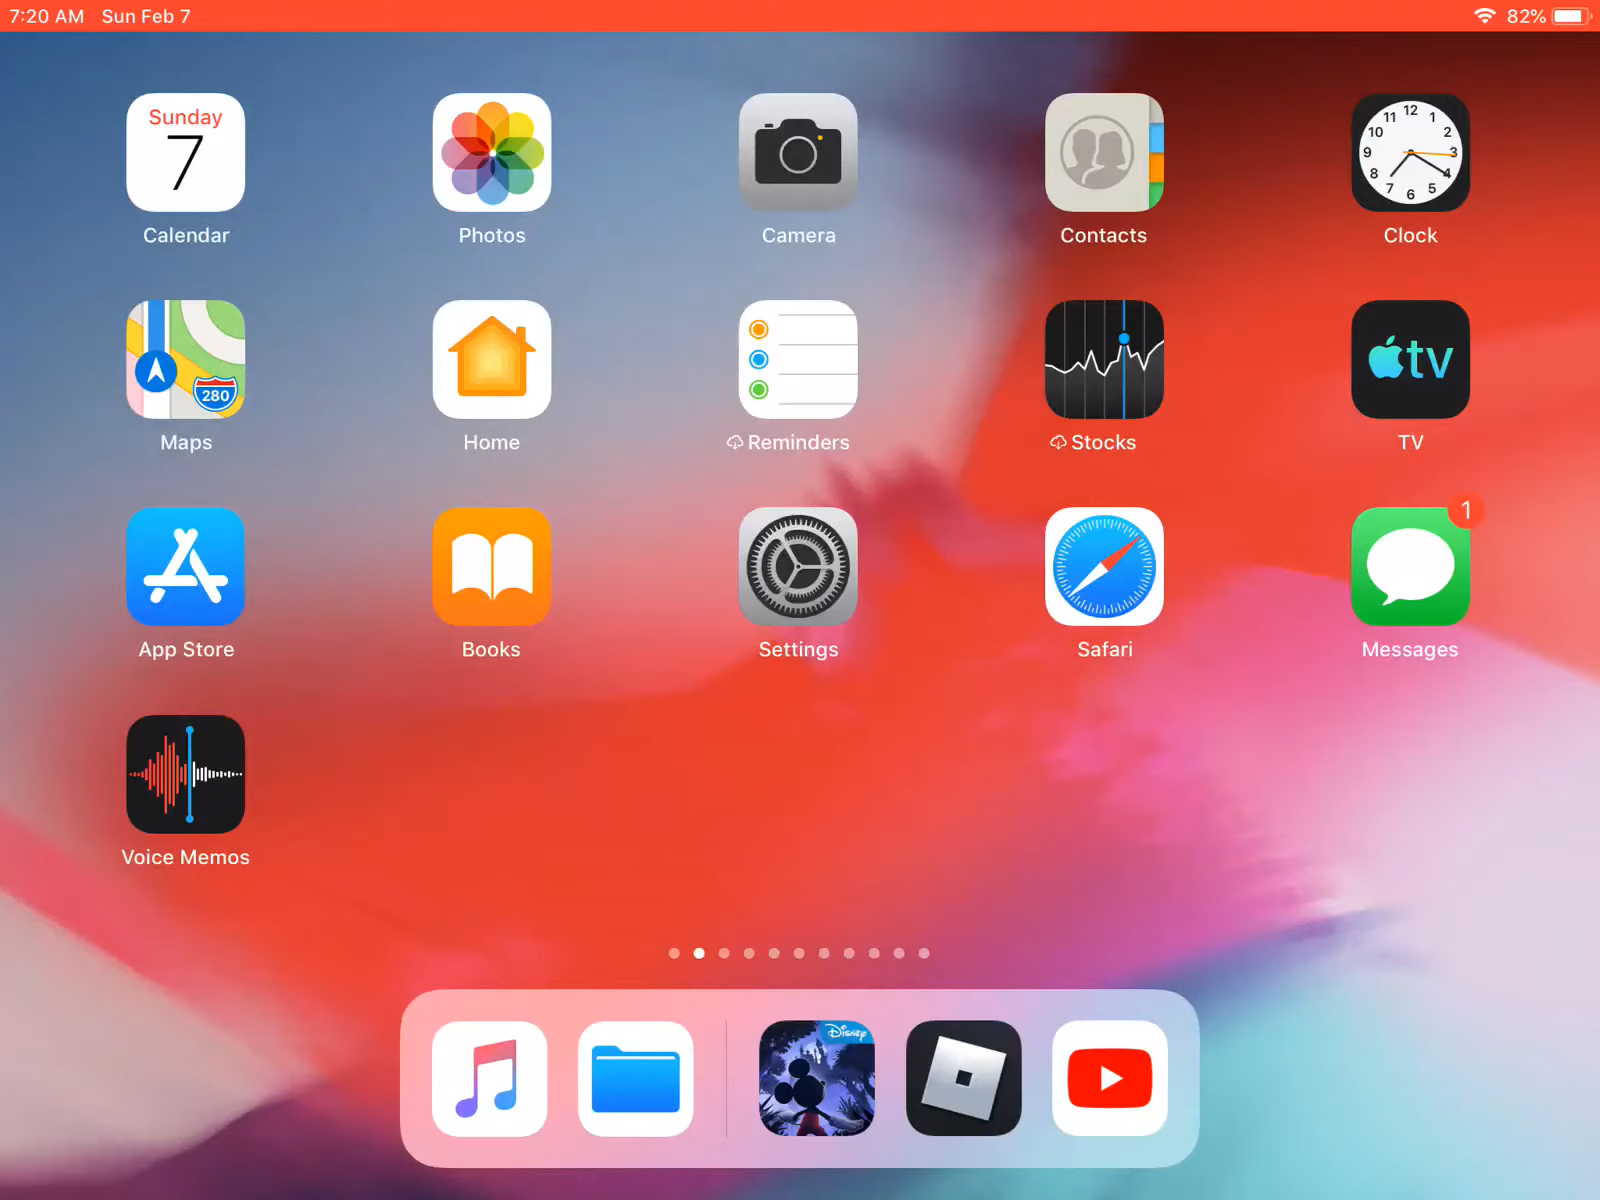 7:20 AM Sun Feb 7 82%
Sunday
7
12
11 1
10 2
9 3
8 4
7 5
6
Calendar Photos Camera Contacts Clock
280
tv
Maps Home Reminders Stocks TV
1
App Store Books Settings Safari Messages
Voice Memos
Disney